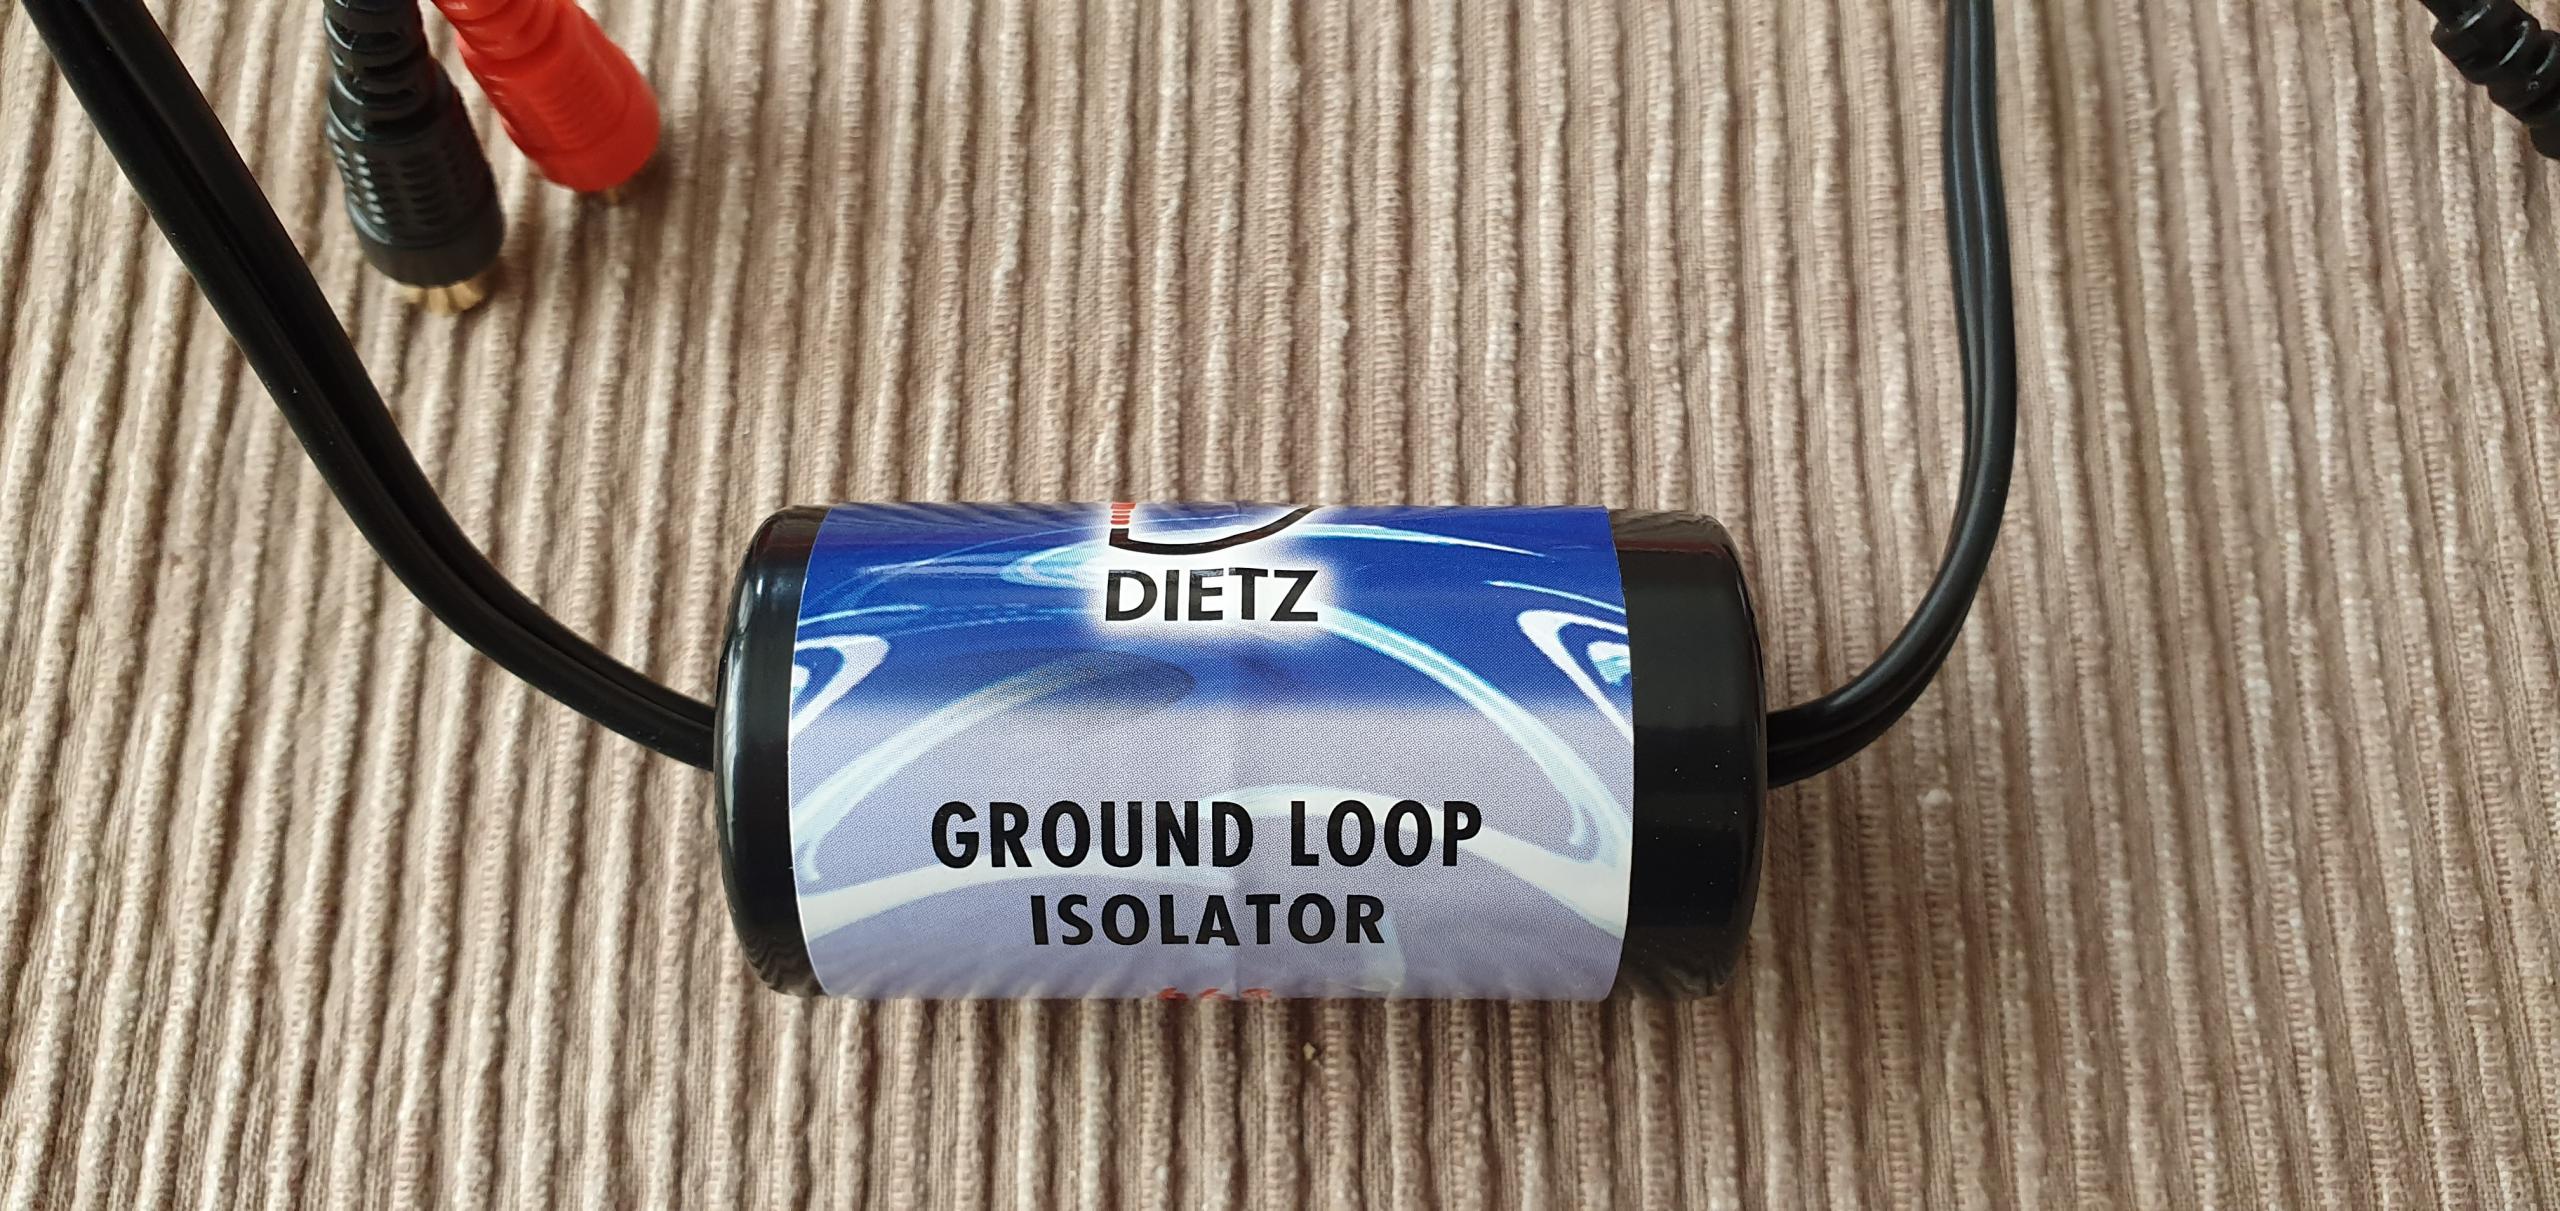 DIETZ
GROUND LOOP
ISOLATOR